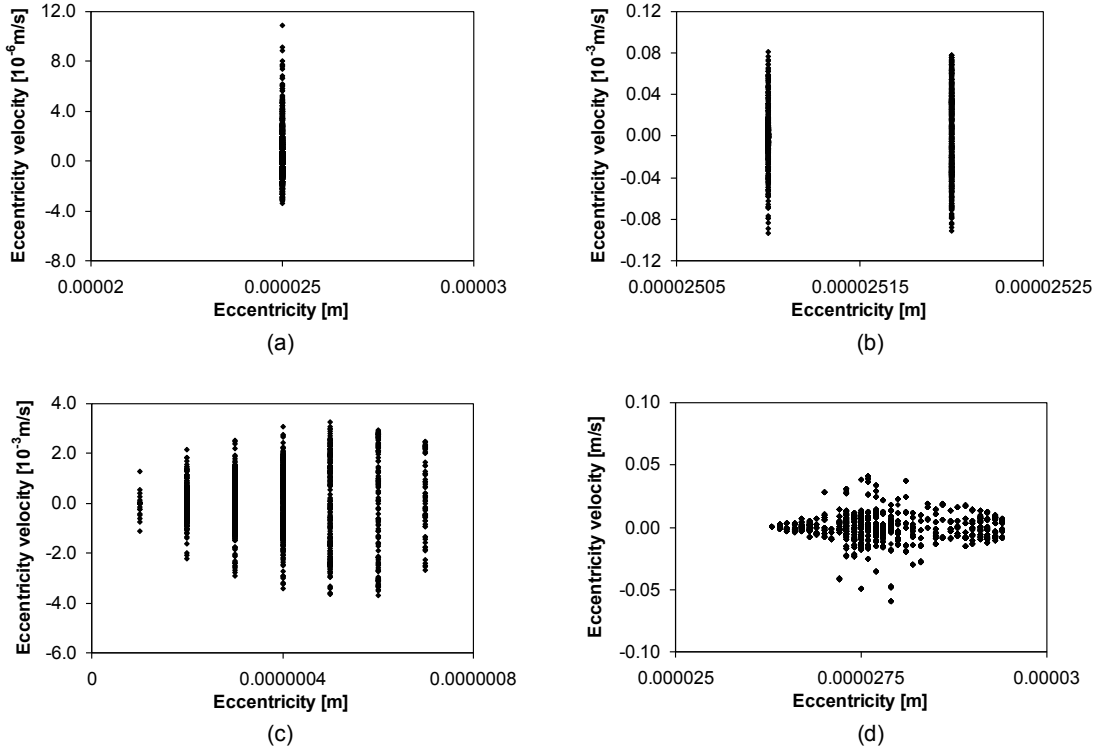 12.0
8.0
4.0
0.0
-4.0
-8.0
Eccentricity velocity [10⁻⁶m/s]
0.00002 0.000025 0.00003
Eccentricity [m]
(a)
0.12
0.08
0.04
0.00
-0.04
-0.08
-0.12
Eccentricity velocity [10⁻³m/s]
0.00002505 0.00002515 0.00002525
Eccentricity [m]
(b)
4.0
2.0
0.0
-2.0
-4.0
-6.0
Eccentricity velocity [10⁻³m/s]
0 0.0000004 0.0000008
Eccentricity [m]
(c)
0.10
0.05
0.00
-0.05
-0.10
Eccentricity velocity [m/s]
0.000025 0.0000275 0.00003
Eccentricity [m]
(d)